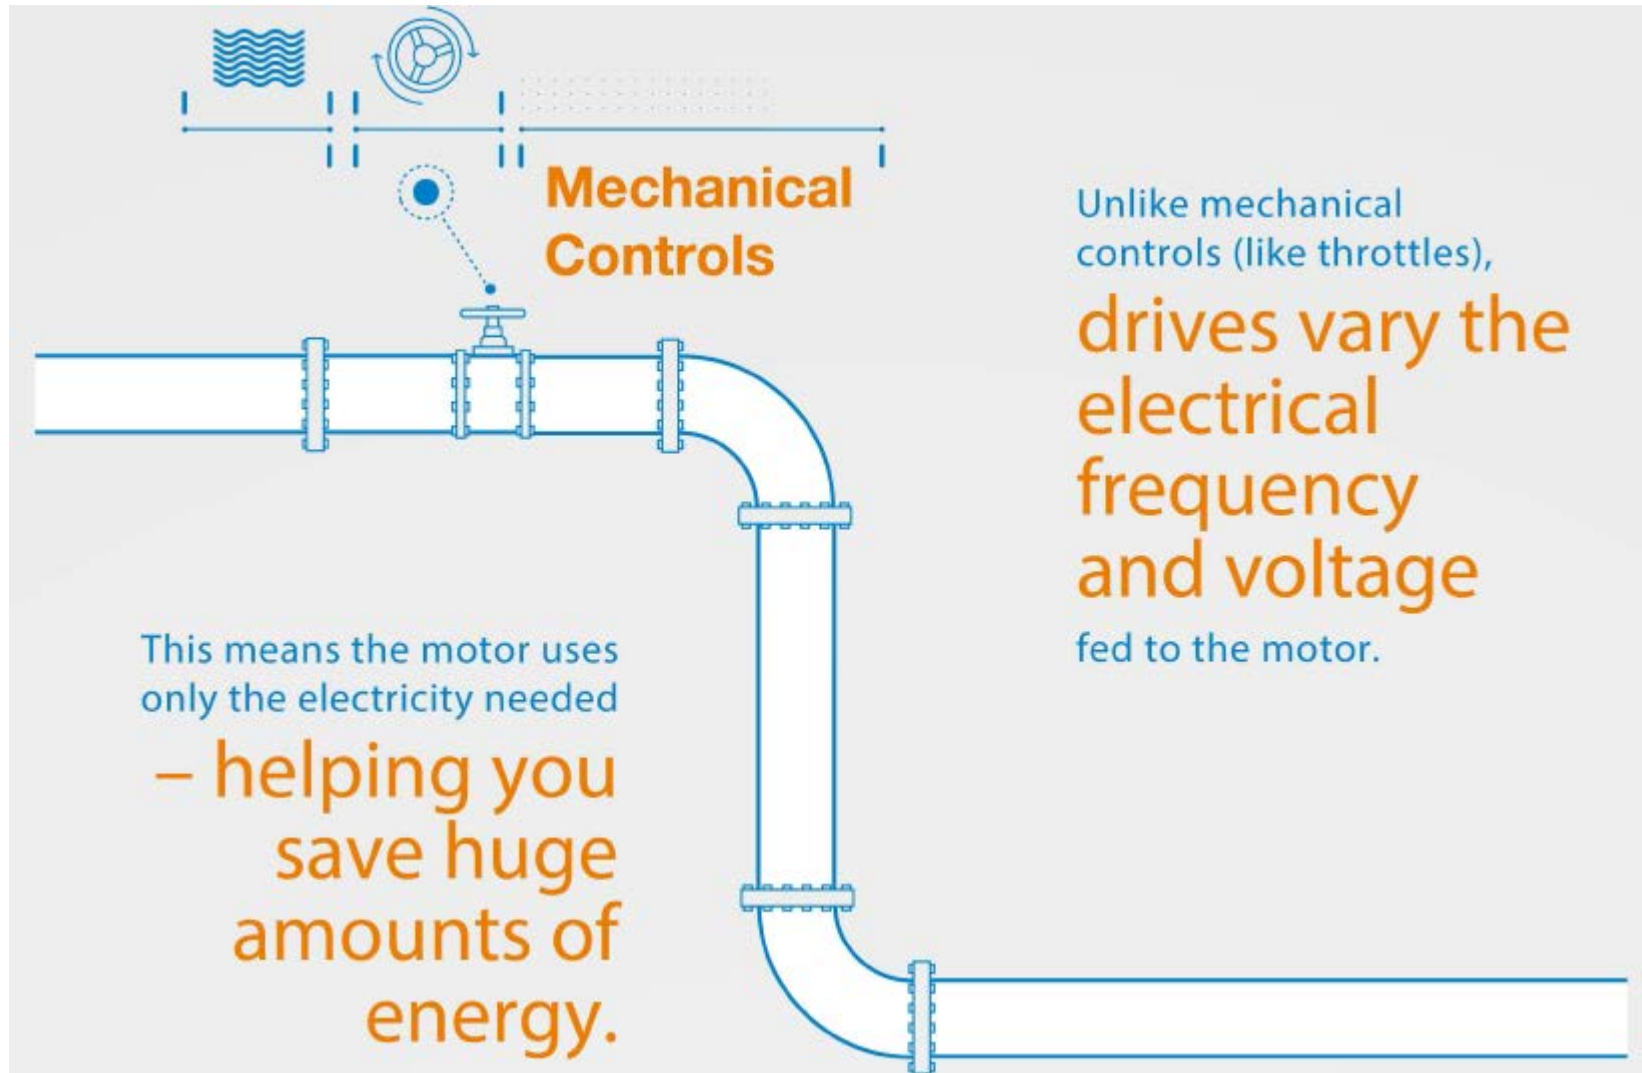 Mechanical
Controls
Unlike mechanical
controls (like throttles),
drives vary the
electrical
frequency
and voltage
fed to the motor.
This means the motor uses
only the electricity needed
– helping you
save huge
amounts of
energy.